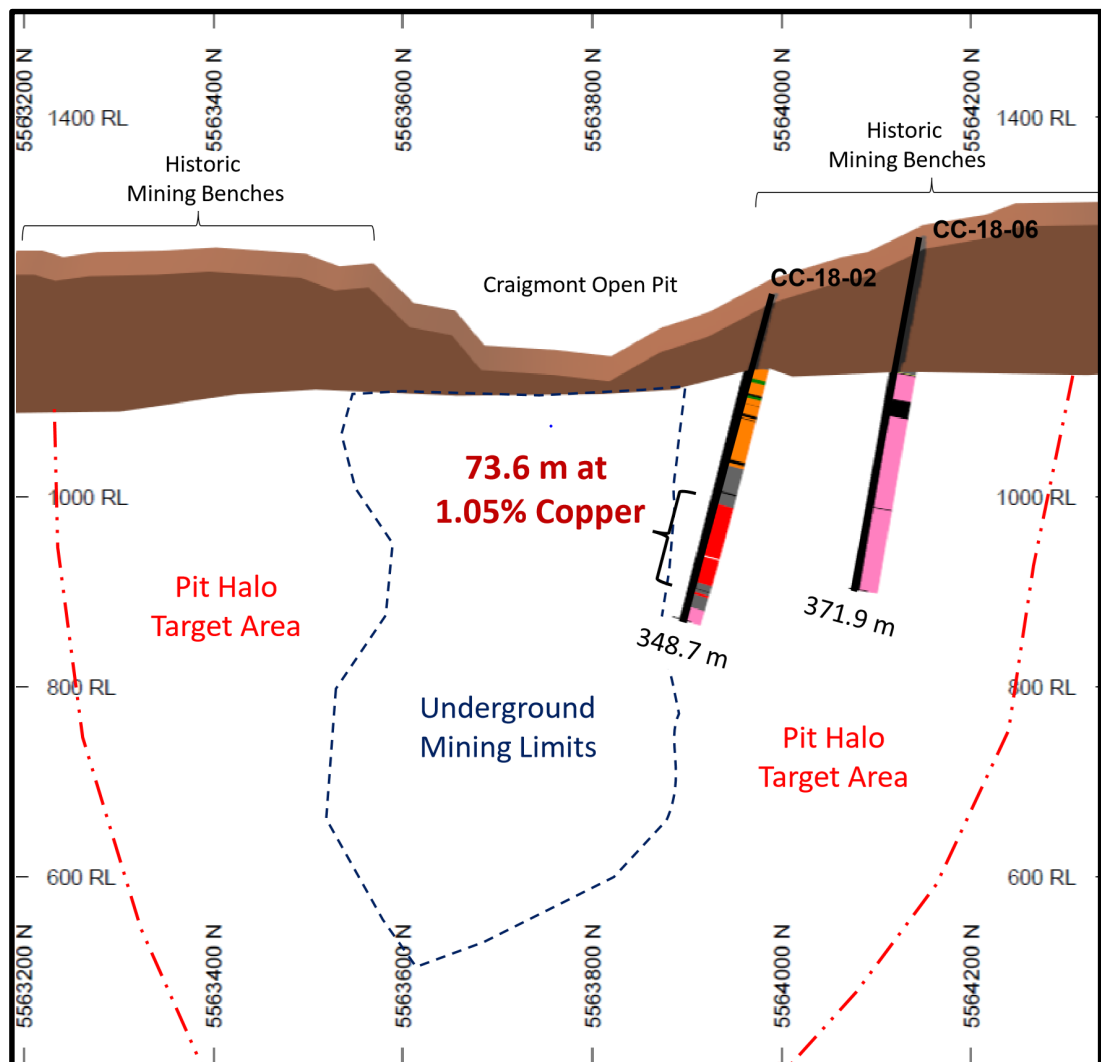 5563200 N
5563400 N
5563600 N
5563800 N
5564000 N
5564200 N
1400 RL
1400 RL
Historic
Mining Benches
Historic
Mining Benches
CC-18-06
CC-18-02
Craigmont Open Pit
73.6 m at
1.05% Copper
1000 RL
1000 RL
Pit Halo
Target Area
371.9 m
348.7 m
800 RL
800 RL
Underground
Mining Limits
Pit Halo
Target Area
600 RL
600 RL
5563200 N
5563400 N
5563600 N
5563800 N
5564000 N
5564200 N